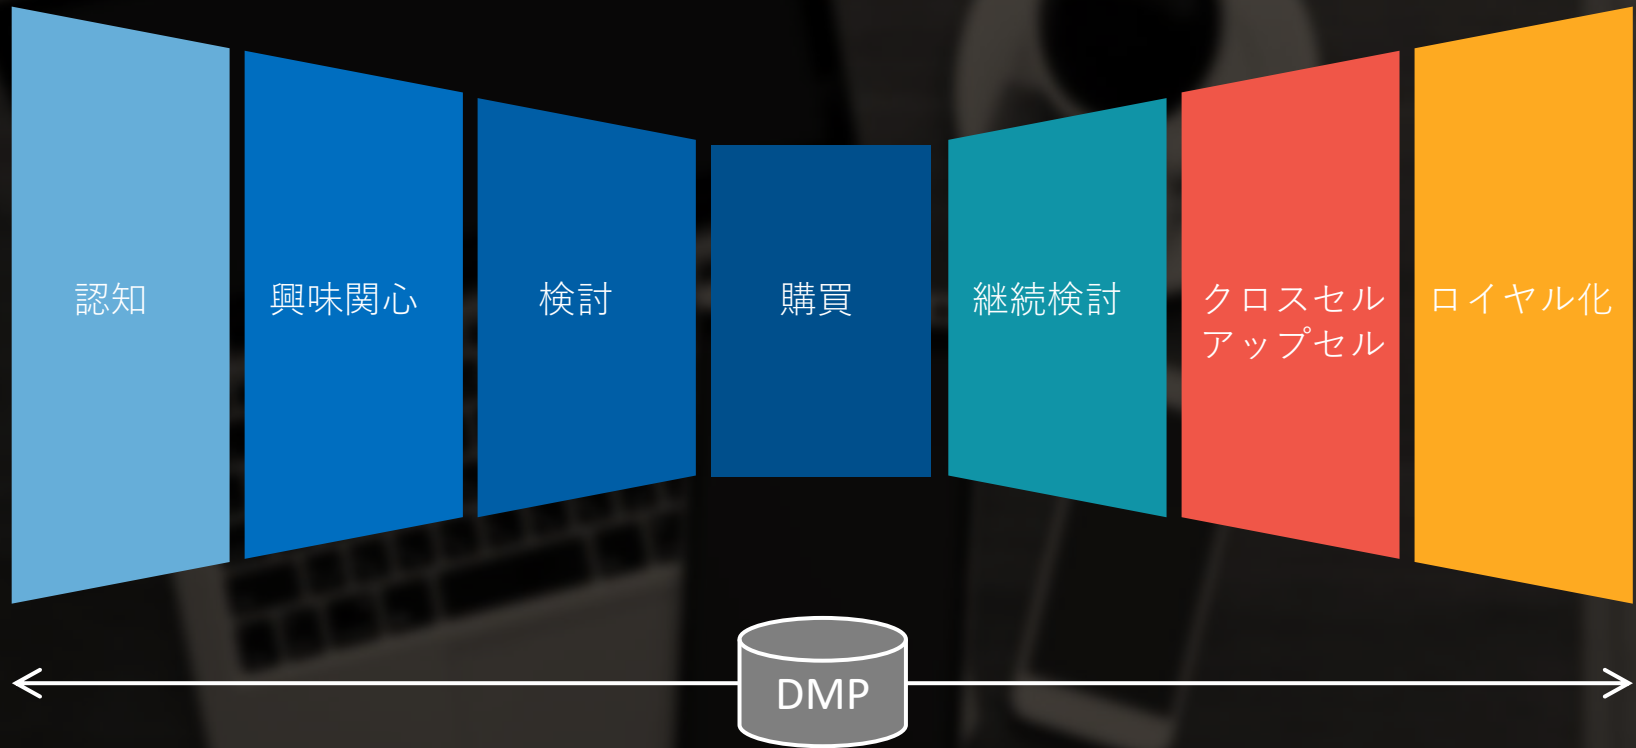 認知
興味関心
検討
購買
継続検討
クロスセル
アップセル
ロイヤル化
DMP